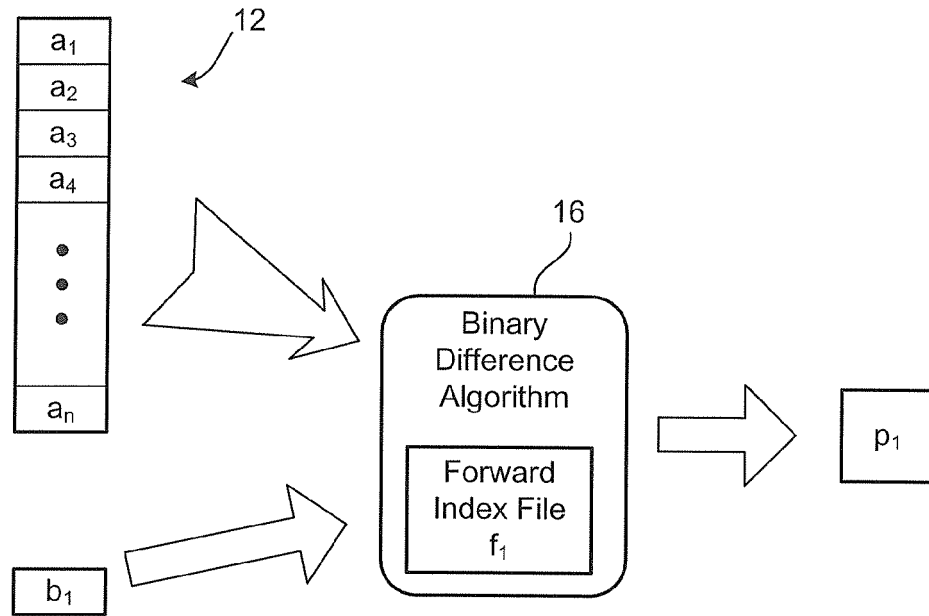 a₁
12
a₂
a₃
a₄
16
Binary
Difference
Algorithm
aₙ
p₁
Forward
Index File
f₁
b₁